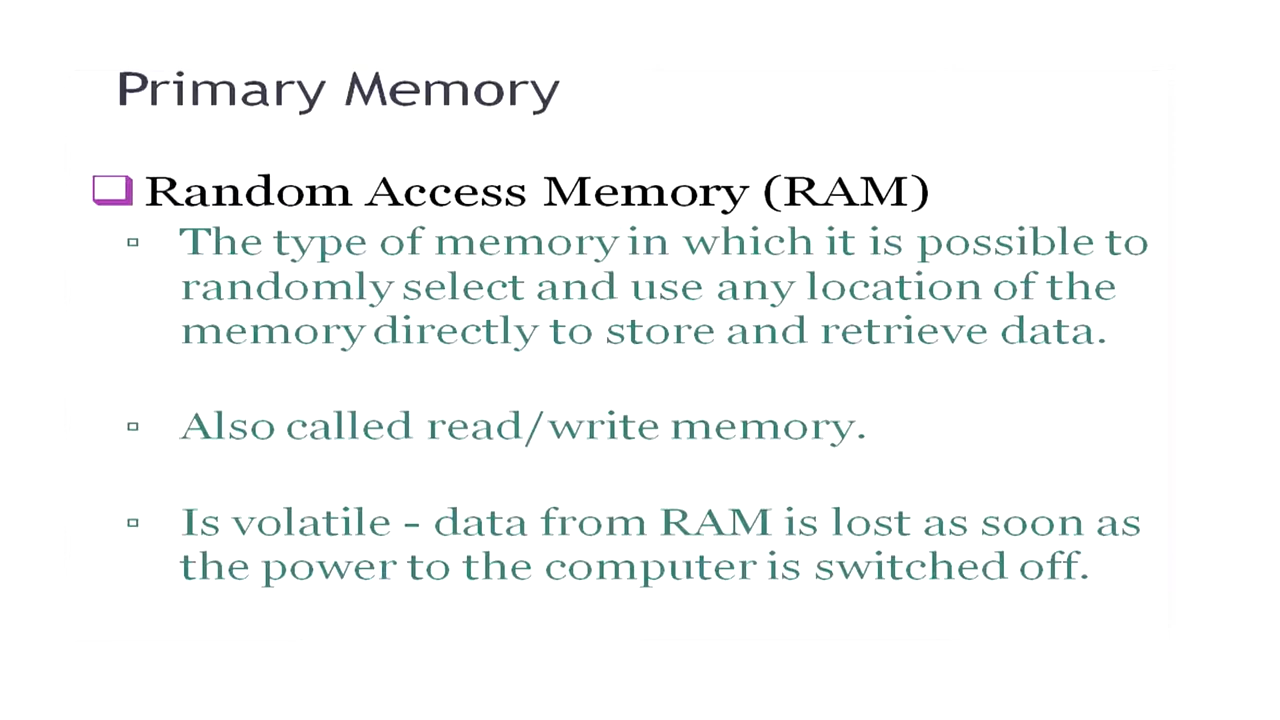 Primary Memory
Random Access Memory (RAM)
The type of memory in which it is possible to
randomly select and use any location of the
memory directly to store and retrieve data.
Also called read/write memory.
Is volatile - data from RAM is lost as soon as
the power to the computer is switched off.